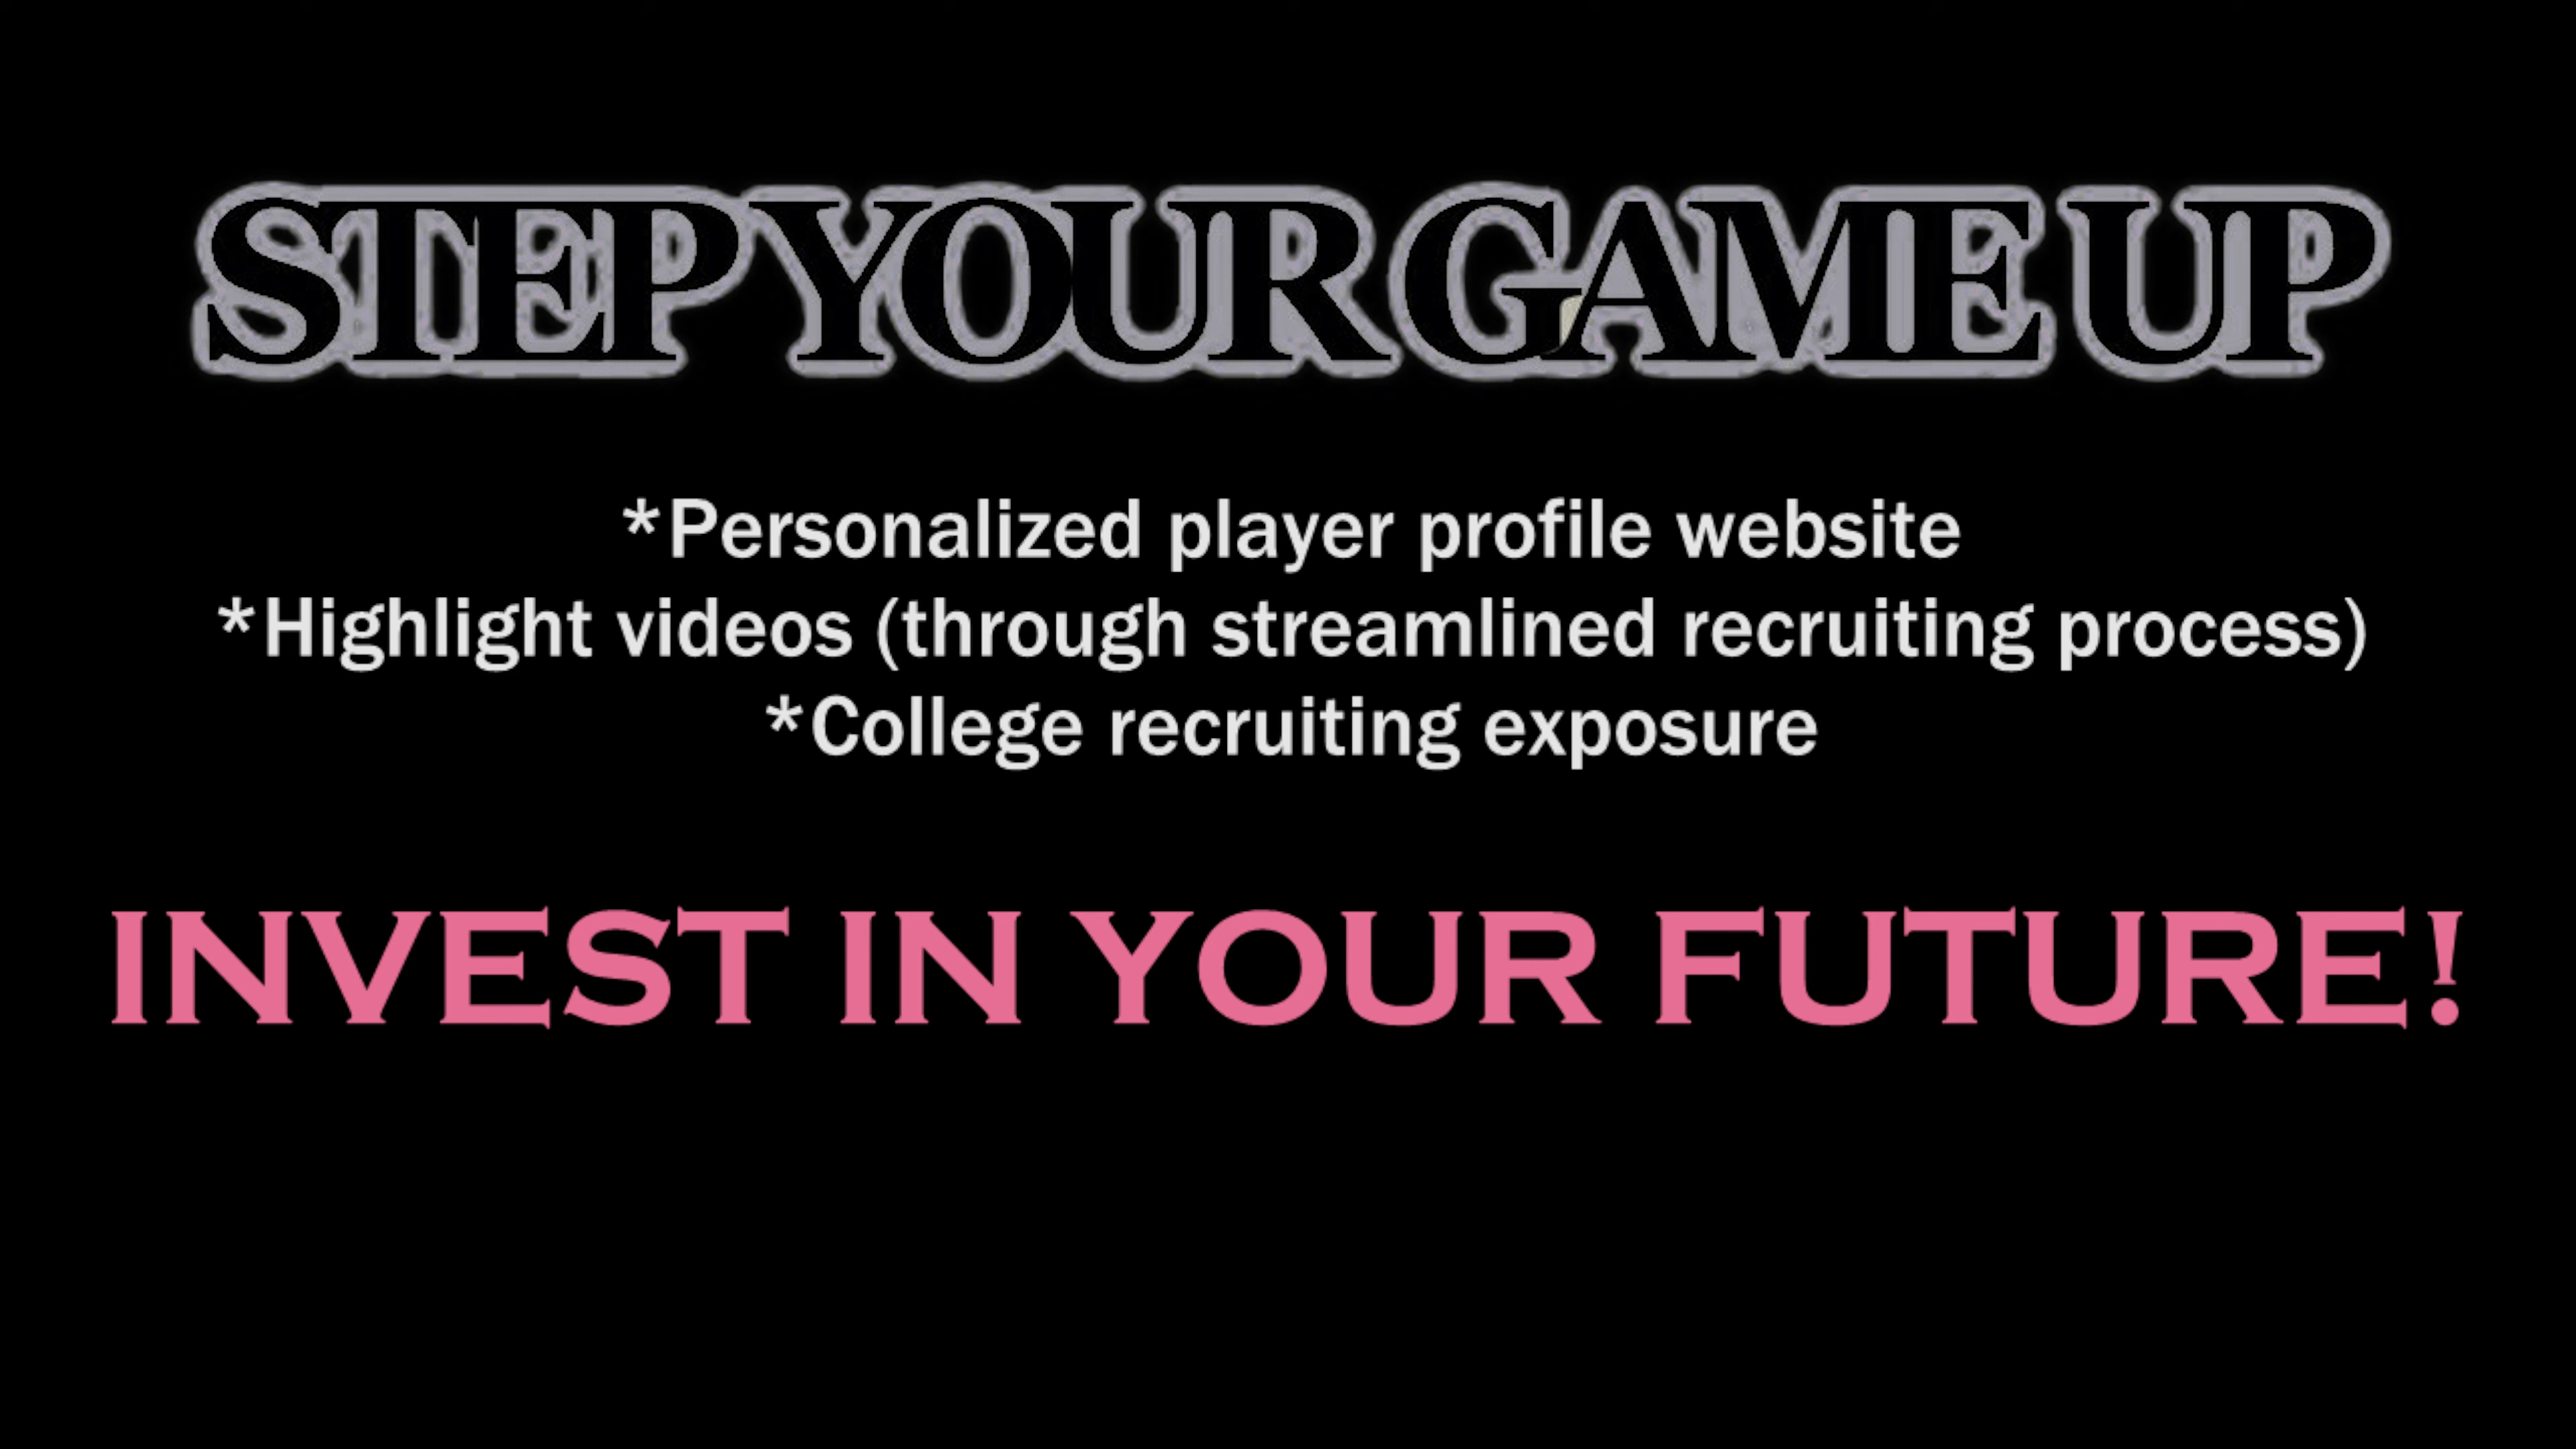 STEP YOUR GAME UP
*Personalized player profile website
*Highlight videos (through streamlined recruiting process)
*College recruiting exposure
INVEST IN YOUR FUTURE!